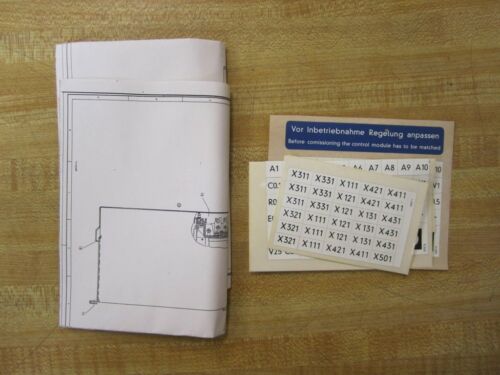 Vor Inbetriebnahme Regelung anpassen
Before comissioning the control module has to be matched
A1
A6 A7 A8 A9 A10
X311 X331 X111 X421 X411
X311 X331 X111 X421 X411
X311 X331 X121 X131 X431
X321 X111 X121 X131 X431
X321 X111 X121 X131 X431
X321 X111 X421 X411 X501